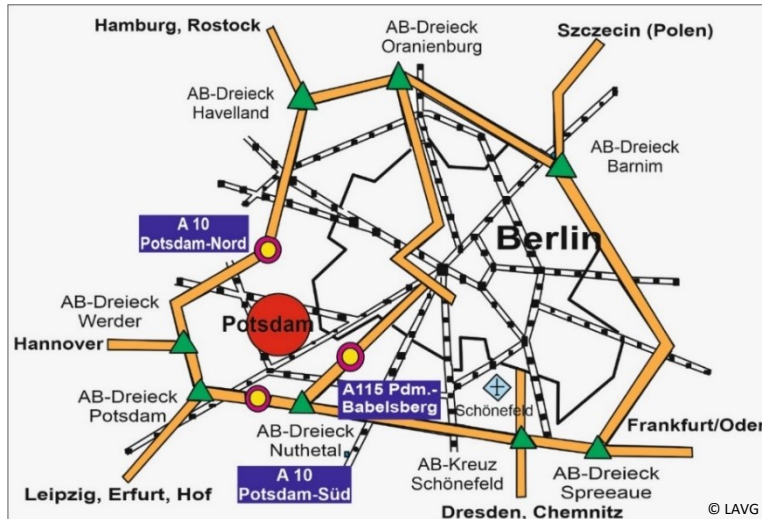 Hamburg, Rostock
AB-Dreieck
Oranienburg
Szczecin (Polen)
AB-Dreieck
Havelland
AB-Dreieck
Barnim
A 10
Potsdam-Nord
Berlin
AB-Dreieck
Werder
Potsdam
Hannover
AB-Dreieck
Potsdam
A115 Pdm.-
Babelsberg
Schönefeld
Frankfurt/Oder
AB-Dreieck
Nuthetal
AB-Kreuz
Schönefeld
AB-Dreieck
Spreeaue
A 10
Potsdam-Süd
Leipzig, Erfurt, Hof
Dresden, Chemnitz
© LAVG